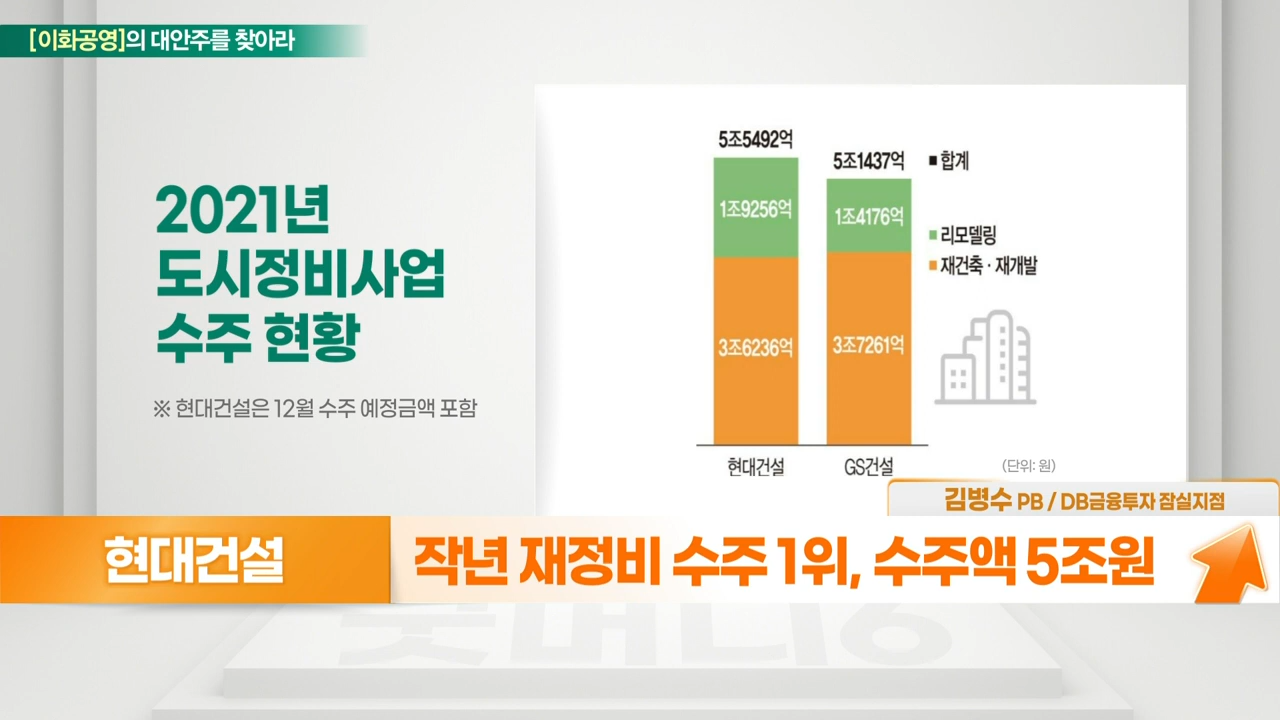 [이화공영]의 대안주를 찾아라
2021년
도시정비사업
수주 현황
※ 현대건설은 12월 수주 예정금액 포함
5조5492억
5조1437억
합계
1조9256억
1조4176억
리모델링
재건축·재개발
3조6236억
3조7261억
현대건설
GS건설
(단위: 원)
김병수 PB / DB금융투자 잠실지점
현대건설
작년 재정비 수주 1위, 수주액 5조원